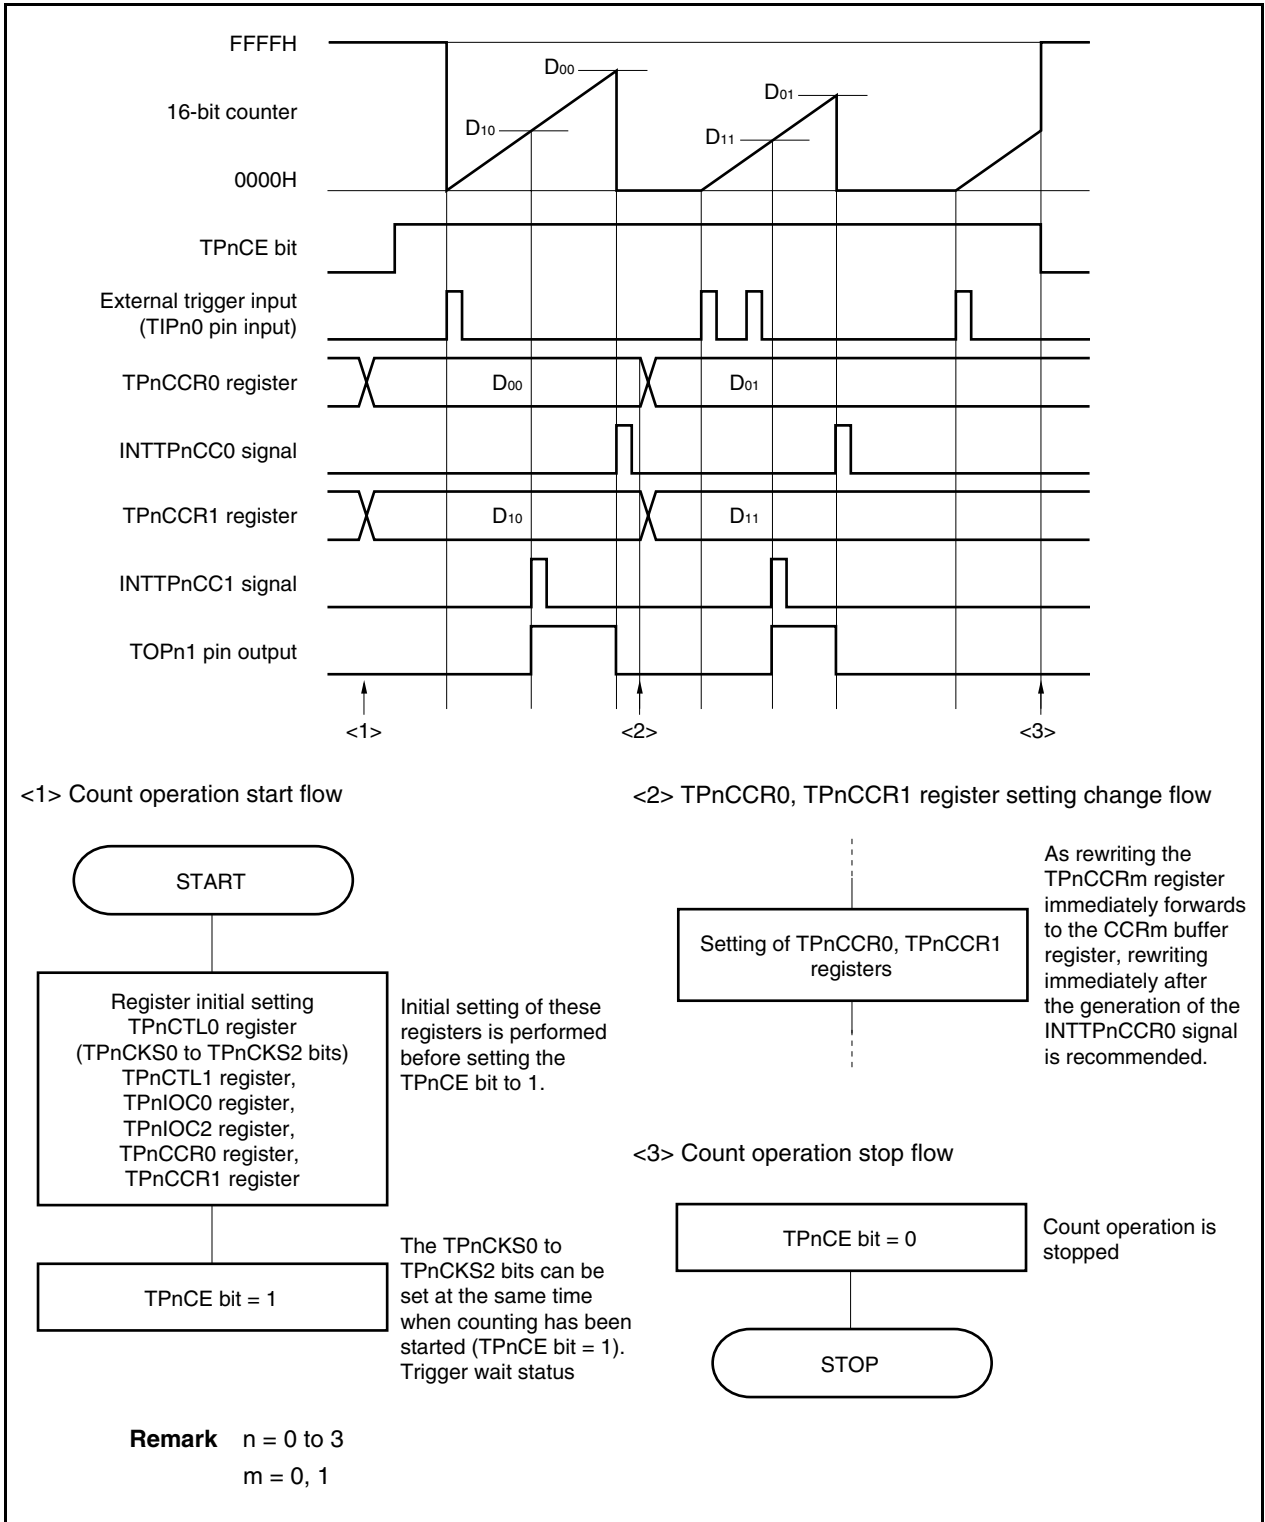 FFFFH
D00
D01
16-bit counter
D10
D11
0000H
TPnCE bit
External trigger input
(TIPn0 pin input)
TPnCCR0 register
D00
D01
INTTPnCC0 signal
TPnCCR1 register
D10
D11
INTTPnCC1 signal
TOPn1 pin output
<1>
<2>
<3>
<1> Count operation start flow
START
Register initial setting
TPnCTL0 register
(TPnCKS0 to TPnCKS2 bits)
TPnCTL1 register,
TPnIOC0 register,
TPnIOC2 register,
TPnCCR0 register,
TPnCCR1 register
Initial setting of these
registers is performed
before setting the
TPnCE bit to 1.
TPnCE bit = 1
The TPnCKS0 to
TPnCKS2 bits can be
set at the same time
when counting has been
started (TPnCE bit = 1).
Trigger wait status
<2> TPnCCR0, TPnCCR1 register setting change flow
Setting of TPnCCR0, TPnCCR1
registers
As rewriting the
TPnCCRm register
immediately forwards
to the CCRm buffer
register, rewriting
immediately after
the generation of the
INTTPnCCR0 signal
is recommended.
<3> Count operation stop flow
TPnCE bit = 0
Count operation is
stopped
STOP
Remark n = 0 to 3
m = 0, 1